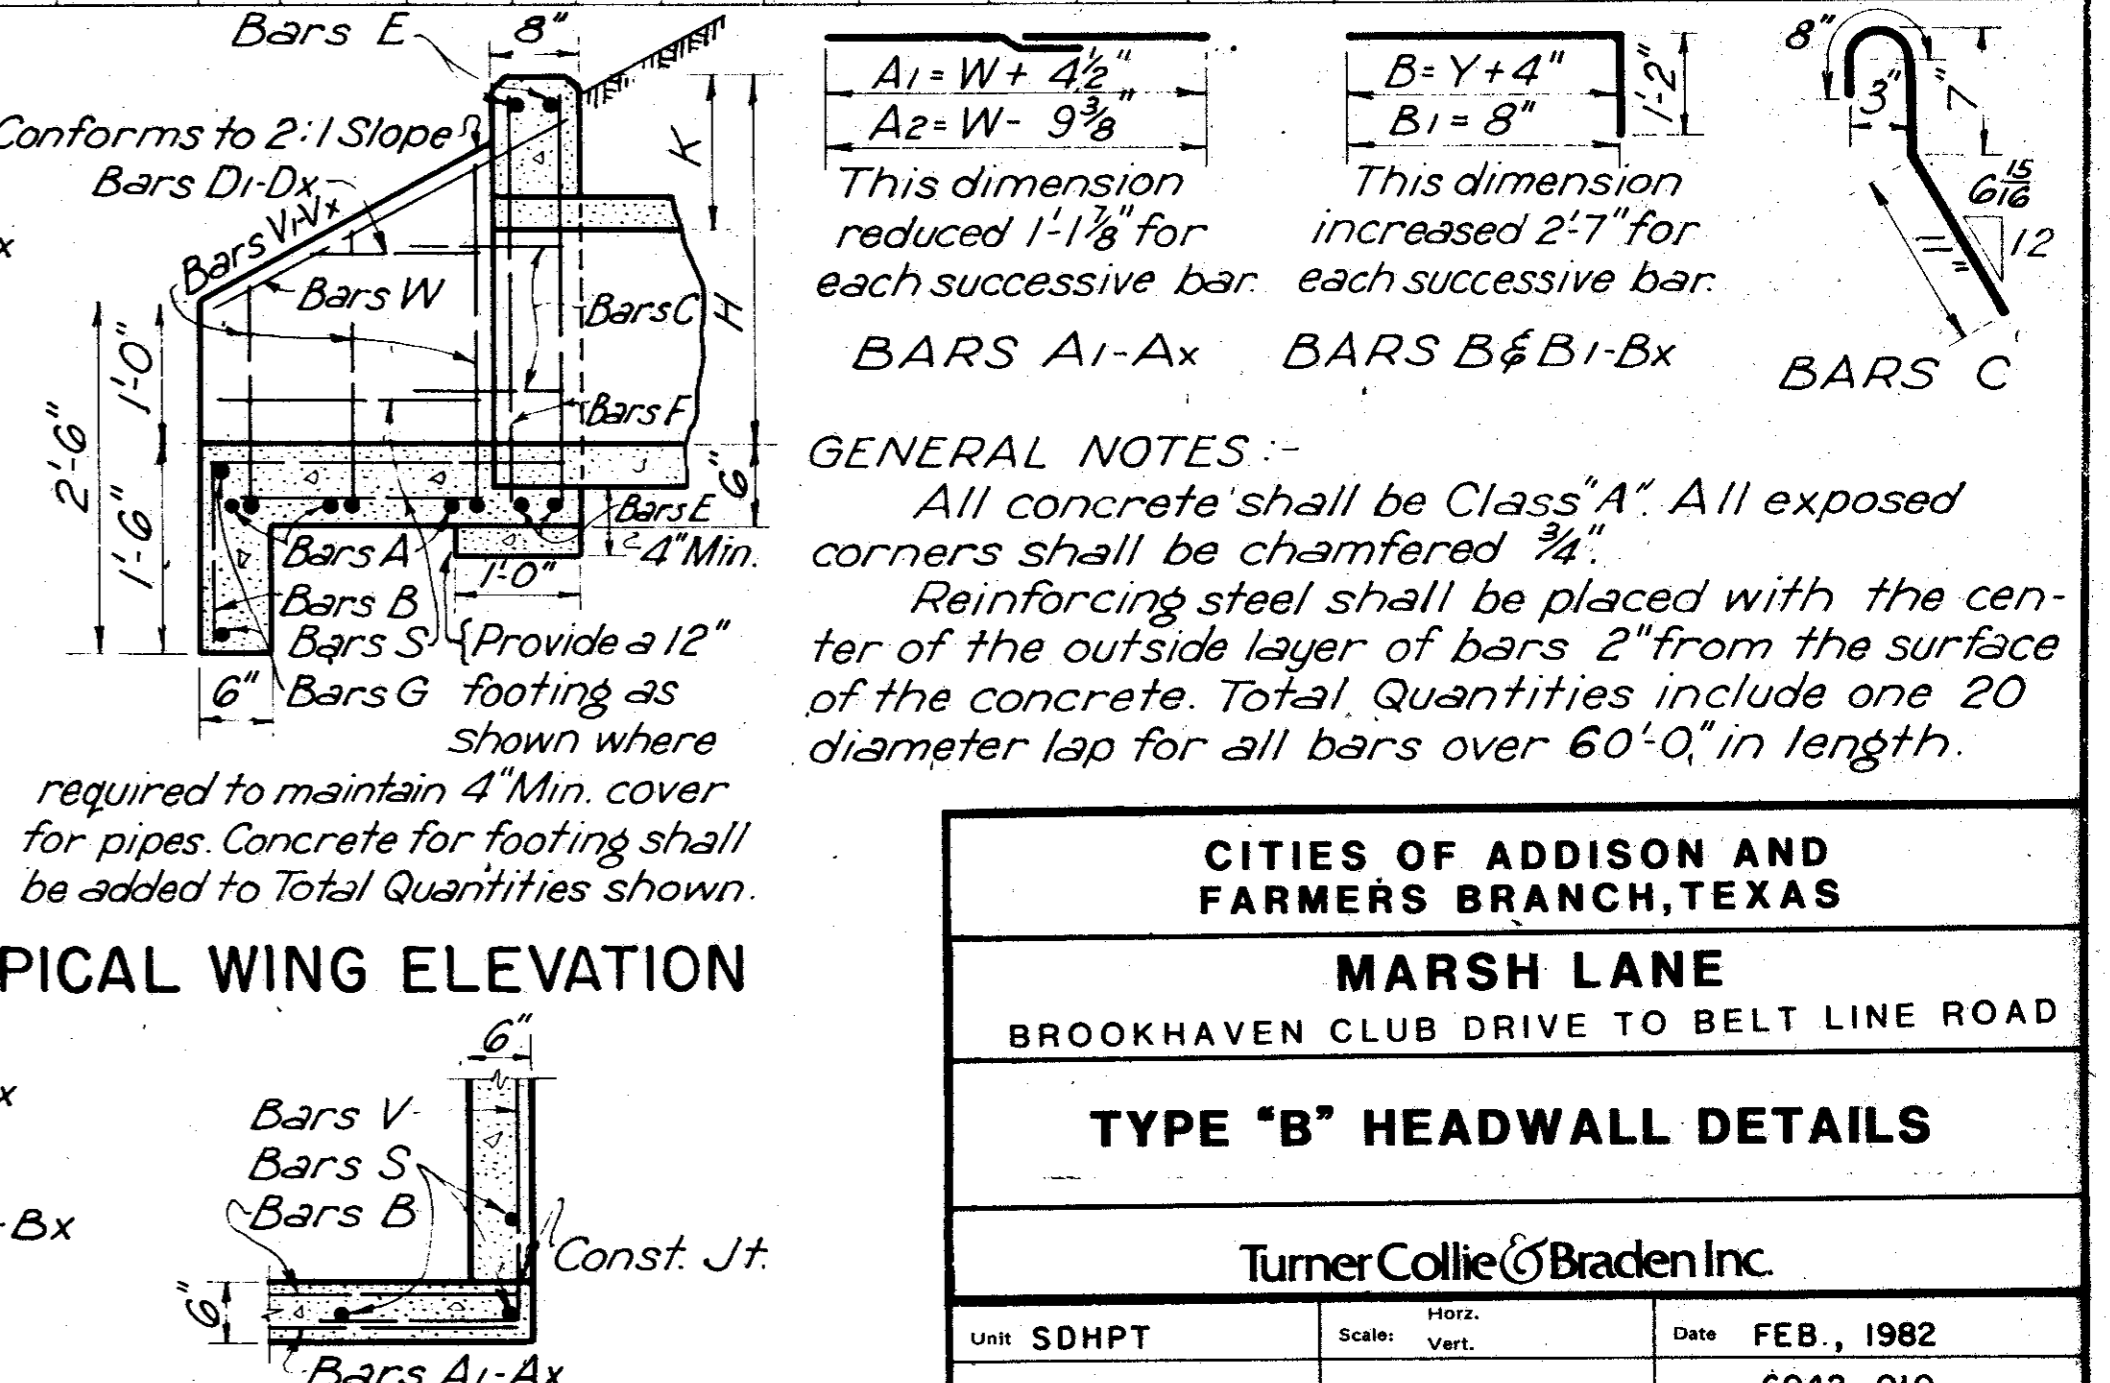 Bars E
8"
Conforms to 2:1 Slope
Bars D1-Dx
Bars V1-Vx
Bars W
Bars C
Bars F
K
H
1'-0"
2'-6"
1'-6"
6"
Bars E
4" Min.
Bars A
1'-0"
Bars B
Bars S
Bars G
6"
Provide a 12"
footing as
shown where
required to maintain 4" Min. cover
for pipes. Concrete for footing shall
be added to Total Quantities shown.
PICAL WING ELEVATION
x
A1 = W + 4½"
A2 = W - 9⅜"
This dimension
reduced 1'-1⅞" for
each successive bar.
BARS A1-Ax
B = Y + 4"
B1 = 8"
1'-2"
This dimension
increased 2'-7" for
each successive bar.
BARS B & B1-Bx
8"
3"
7"
6 15/16
12
11"
BARS C
GENERAL NOTES:-
All concrete shall be Class "A". All exposed
corners shall be chamfered ¾".
Reinforcing steel shall be placed with the cen-
ter of the outside layer of bars 2" from the surface
of the concrete. Total Quantities include one 20
diameter lap for all bars over 60'-0," in length.
6"
x
Bars V
Bars S
Bars B
-Bx
Const. Jt.
6"
Bars A1-Ax
CITIES OF ADDISON AND
FARMERS BRANCH, TEXAS
MARSH LANE
BROOKHAVEN CLUB DRIVE TO BELT LINE ROAD
TYPE "B" HEADWALL DETAILS
Turner Collie & Braden Inc.
Unit SDHPT
Scale: Horz.
Vert.
Date FEB., 1982